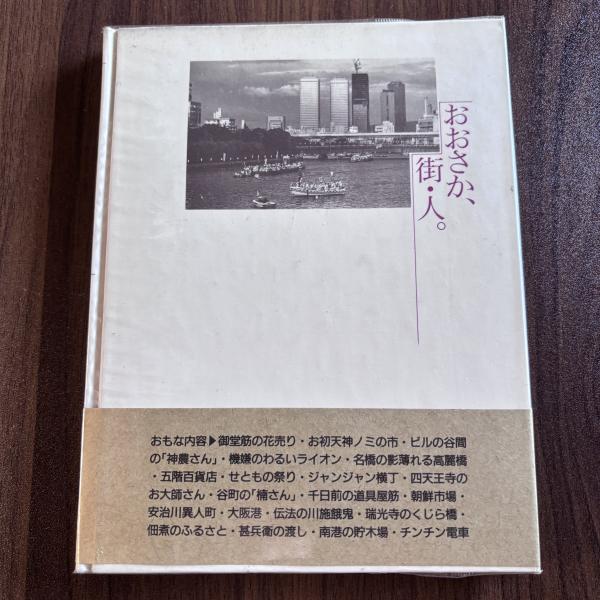 おおさか、
街・人。
おもな内容▶御堂筋の花売り・お初天神ノミの市・ビルの谷間
の「神農さん」・機嫌のわるいライオン・名橋の影薄れる高麗橋
・五階百貨店・せともの祭り・ジャンジャン横丁・四天王寺の
お大師さん・谷町の「楠さん」・千日前の道具屋筋・朝鮮市場・
安治川異人町・大阪港・伝法の川施餓鬼・瑞光寺のくじら橋・
佃煮のふるさと・甚兵衛の渡し・南港の貯木場・チンチン電車